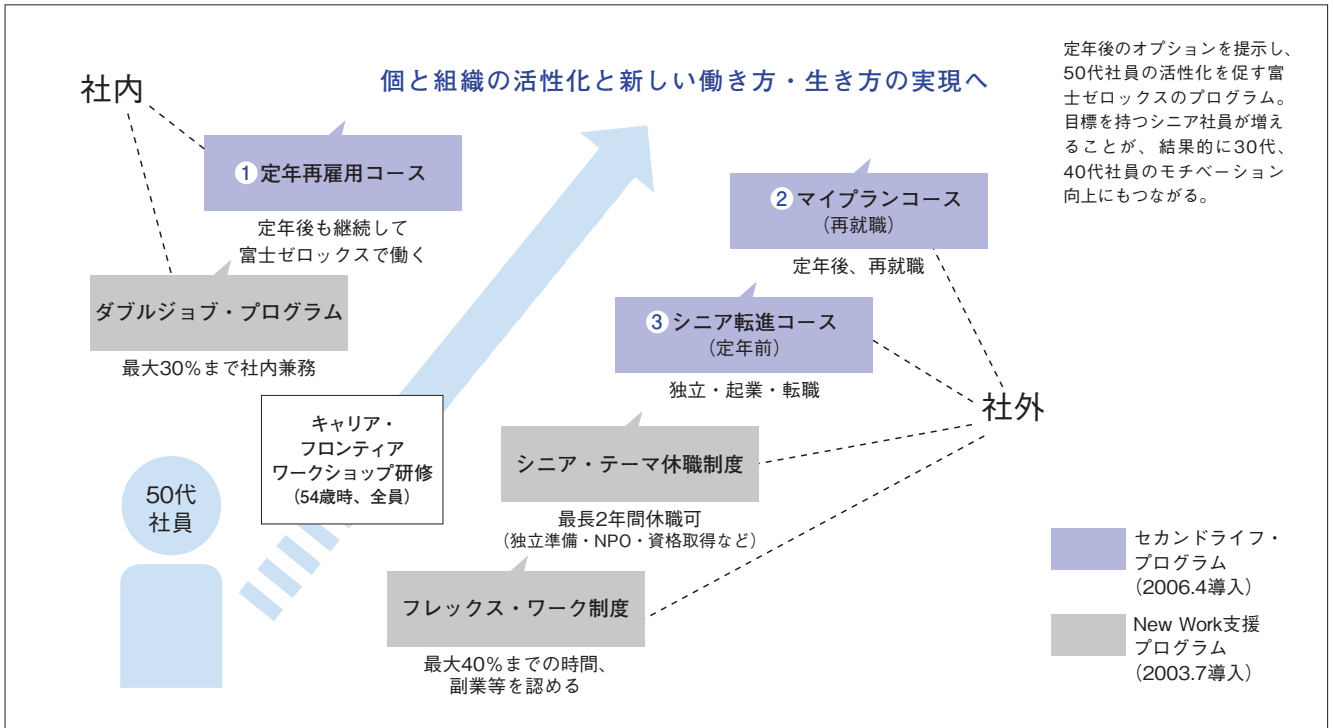 個と組織の活性化と新しい働き方・生き方の実現へ
定年後のオプションを提示し、
50代社員の活性化を促す富
士ゼロックスのプログラム。
目標を持つシニア社員が増え
ることが、結果的に30代、
40代社員のモチベーション
向上にもつながる。
社内
1 定年再雇用コース
定年後も継続して
富士ゼロックスで働く
ダブルジョブ・プログラム
最大30%まで社内兼務
2 マイプランコース
(再就職)
定年後、再就職
3 シニア転進コース
(定年前)
独立・起業・転職
社外
キャリア・
フロンティア
ワークショップ研修
(54歳時、全員)
シニア・テーマ休職制度
最長2年間休職可
(独立準備・NPO・資格取得など)
50代
社員
フレックス・ワーク制度
最大40%までの時間、
副業等を認める
セカンドライフ・
プログラム
(2006.4導入)
New Work支援
プログラム
(2003.7導入)